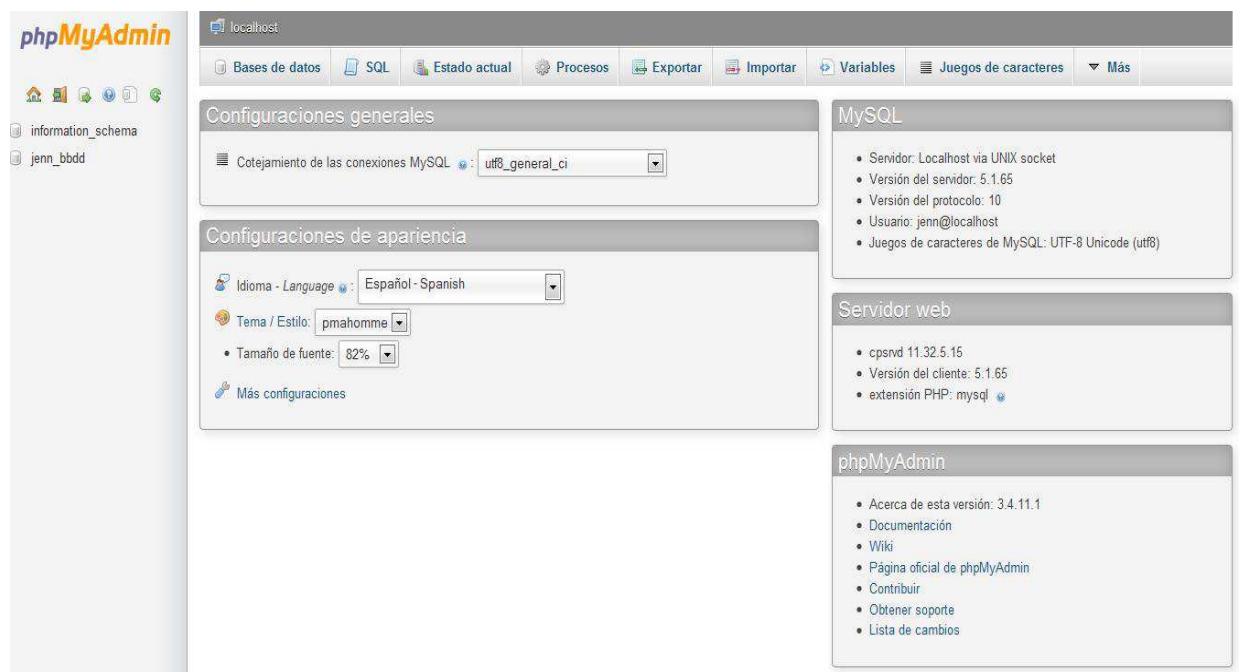 phpMyAdmin
information_schema
jenn_bbdd
localhost
Bases de datos SQL Estado actual Procesos Exportar Importar Variables Juegos de caracteres Más
Configuraciones generales
Cotejamiento de las conexiones MySQL : utf8_general_ci
Configuraciones de apariencia
Idioma - Language : Español - Spanish
Tema / Estilo: pmahomme
• Tamaño de fuente: 82%
Más configuraciones
MySQL
• Servidor: Localhost via UNIX socket
• Versión del servidor: 5.1.65
• Versión del protocolo: 10
• Usuario: jenn@localhost
• Juegos de caracteres de MySQL: UTF-8 Unicode (utf8)
Servidor web
• cpsrvd 11.32.5.15
• Versión del cliente: 5.1.65
• extensión PHP: mysql
phpMyAdmin
• Acerca de esta versión: 3.4.11.1
• Documentación
• Wiki
• Página oficial de phpMyAdmin
• Contribuir
• Obtener soporte
• Lista de cambios